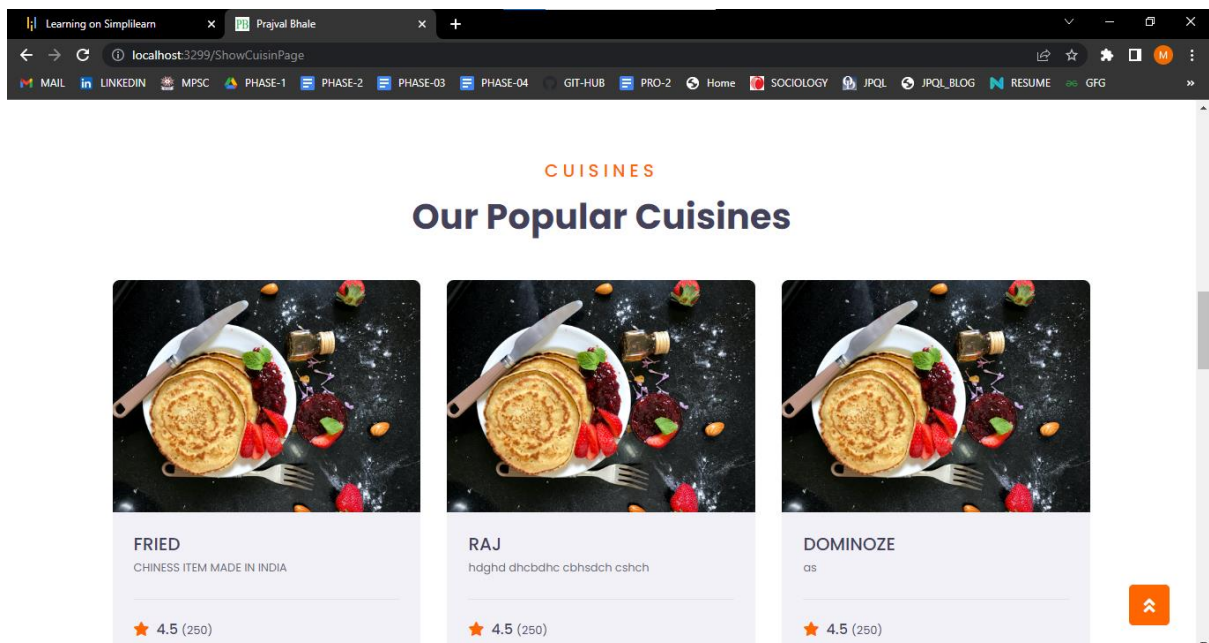 Learning on Simplilearn
PB Prajval Bhale
localhost:3299/ShowCuisinPage
M
MAIL in LINKEDIN MPSC PHASE-1 PHASE-2 PHASE-03 PHASE-04 GIT-HUB PRO-2 Home SOCIOLOGY JPQL JPQL_BLOG RESUME GFG »
CUISINES
Our Popular Cuisines
FRIED
CHINESS ITEM MADE IN INDIA
4.5 (250)
RAJ
hdghd dhcbdhc cbhsdch cshch
4.5 (250)
DOMINOZE
as
4.5 (250)